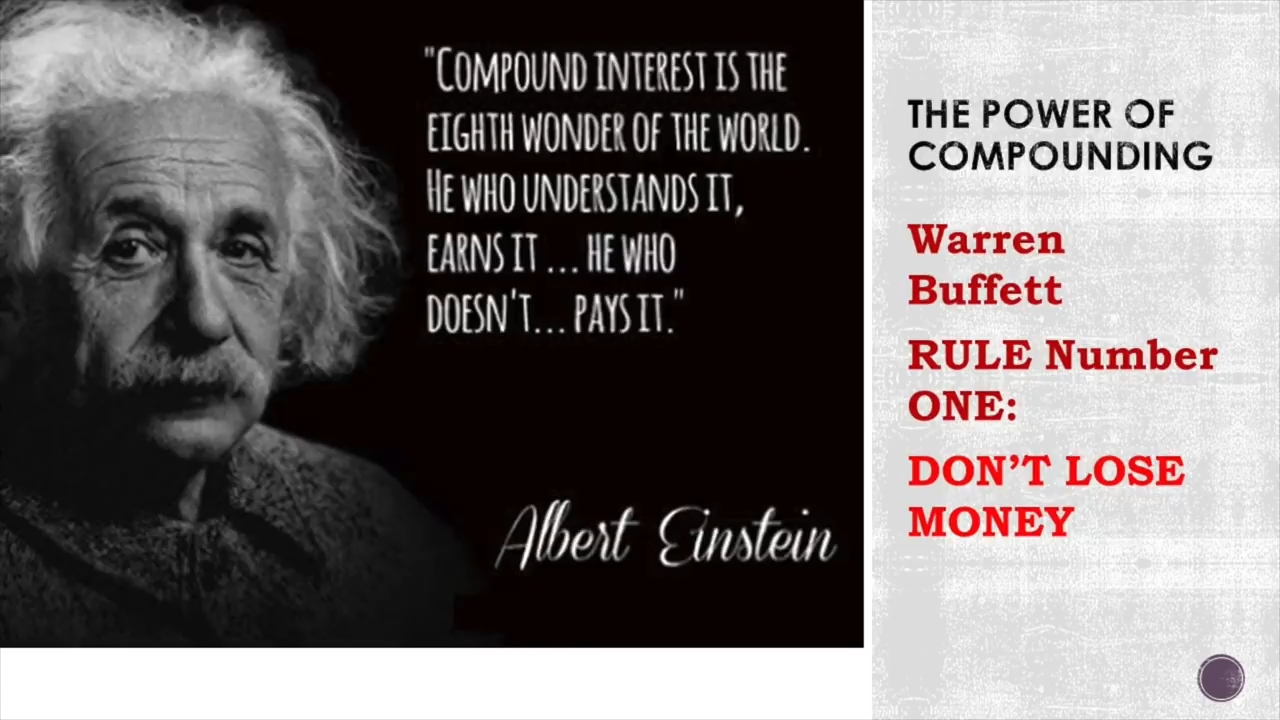 "COMPOUND INTEREST IS THE
EIGHTH WONDER OF THE WORLD.
HE WHO UNDERSTANDS IT,
EARNS IT ... HE WHO
DOESN'T... PAYS IT."
Albert Einstein
THE POWER OF
COMPOUNDING
Warren
Buffett
RULE Number
ONE:
DON’T LOSE
MONEY